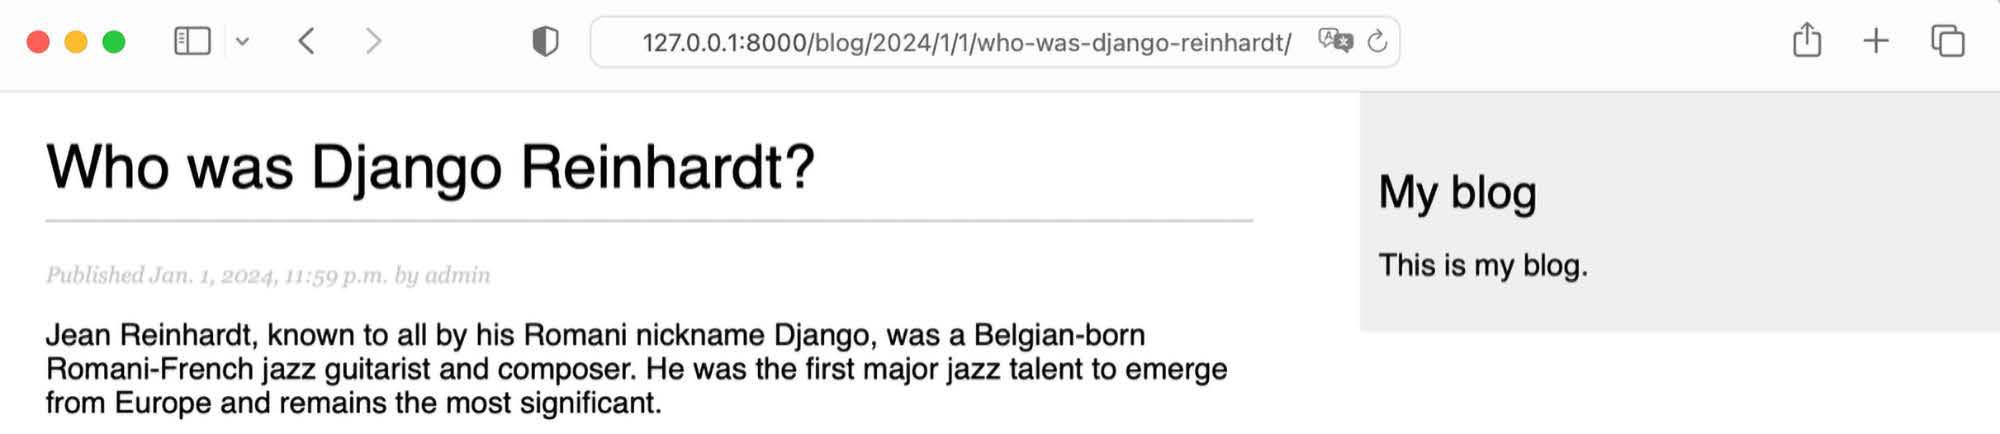 127.0.0.1:8000/blog/2024/1/1/who-was-django-reinhardt/
Who was Django Reinhardt?
Published Jan. 1, 2024, 11:59 p.m. by admin
Jean Reinhardt, known to all by his Romani nickname Django, was a Belgian-born
Romani-French jazz guitarist and composer. He was the first major jazz talent to emerge
from Europe and remains the most significant.
My blog
This is my blog.